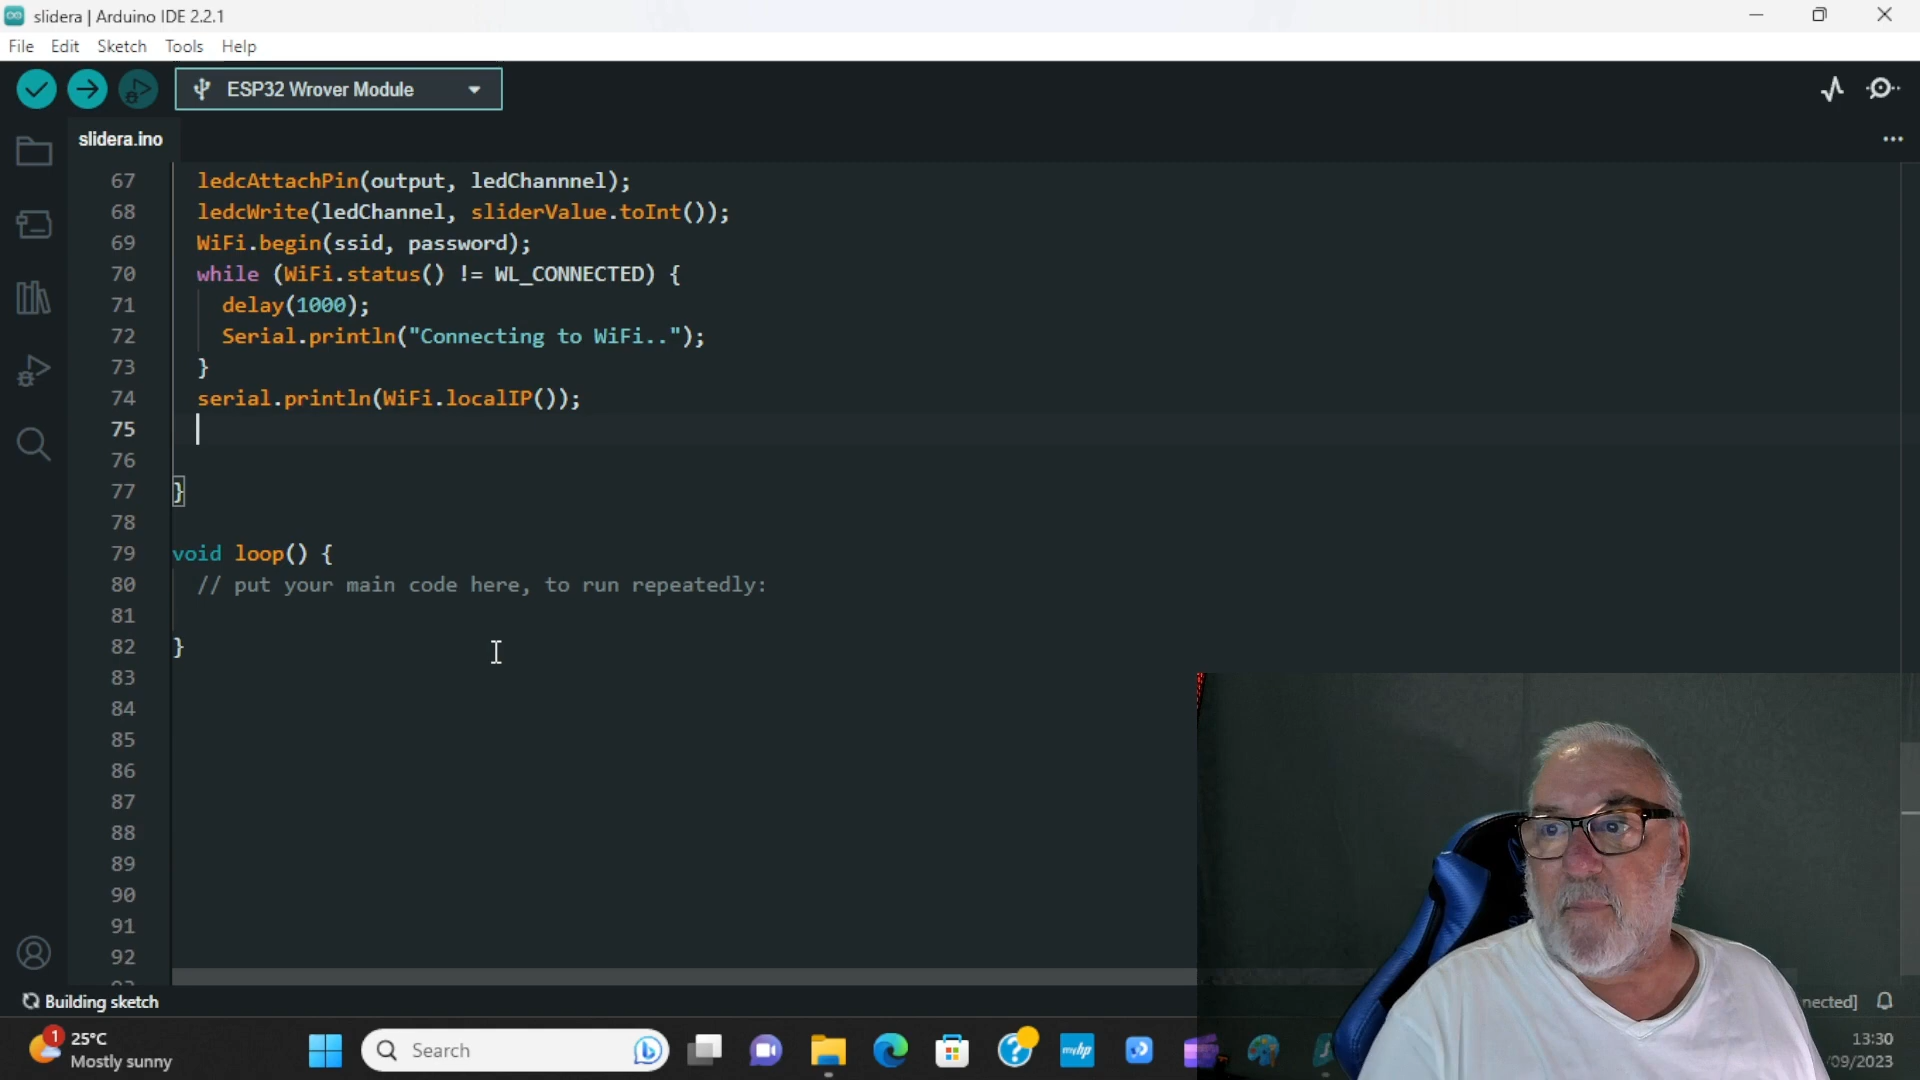 slidera | Arduino IDE 2.2.1
File Edit Sketch Tools Help
ESP32 Wrover Module
slidera.ino
67 ledcAttachPin(output, ledChannnel);
68 ledcWrite(ledChannel, sliderValue.toInt());
69 WiFi.begin(ssid, password);
70 while (WiFi.status() != WL_CONNECTED) {
71 delay(1000);
72 Serial.println("Connecting to WiFi..");
73 }
74 serial.println(WiFi.localIP());
75
76
77 }
78
79 void loop() {
80 // put your main code here, to run repeatedly:
81
82 }
83
84
85
86
87
88
89
90
91
92
Building sketch
nected]
1
25°C
Mostly sunny
Search
myhp
13:30
/09/2023